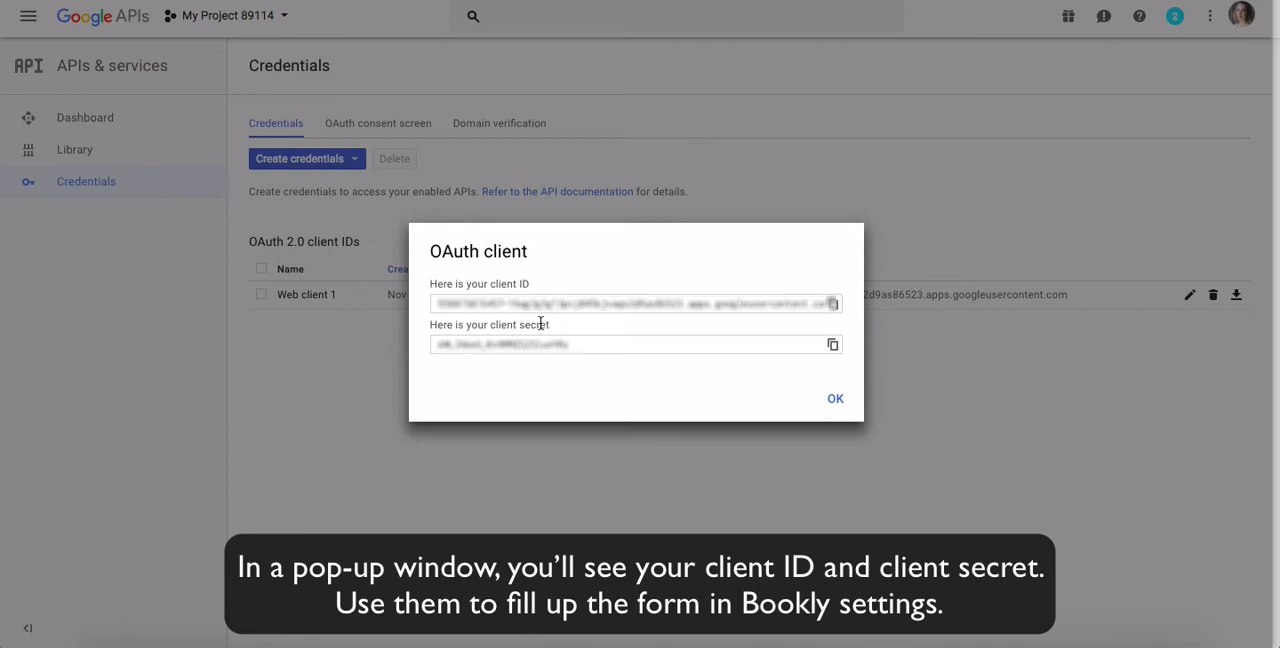 Google APIs
My Project 89114
2
API APIs & services
Credentials
Dashboard
Library
Credentials
Credentials OAuth consent screen Domain verification
Create credentials Delete
Create credentials to access your enabled APIs. Refer to the API documentation for details.
OAuth 2.0 client IDs
Name Crea
Web client 1 Nov 2d9as86523.apps.googleusercontent.com
OAuth client
Here is your client ID
Here is your client secret
OK
In a pop-up window, you'll see your client ID and client secret.
Use them to fill up the form in Bookly settings.